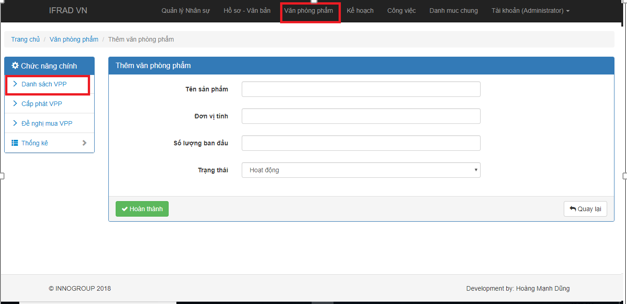 IFRAD VN Quản lý Nhân sự Hồ sơ - Văn bản Văn phòng phẩm Kế hoạch Công việc Danh mục chung Tài khoản (Administrator)
Trang chủ / Văn phòng phẩm / Thêm văn phòng phẩm
Chức năng chính
Danh sách VPP
Cấp phát VPP
Đề nghị mua VPP
Thống kê
Thêm văn phòng phẩm
Tên sản phẩm
Đơn vị tính
Số lượng ban đầu
Trạng thái Hoạt động
Hoàn thành Quay lại
© INNOGROUP 2018 Development by: Hoàng Mạnh Dũng